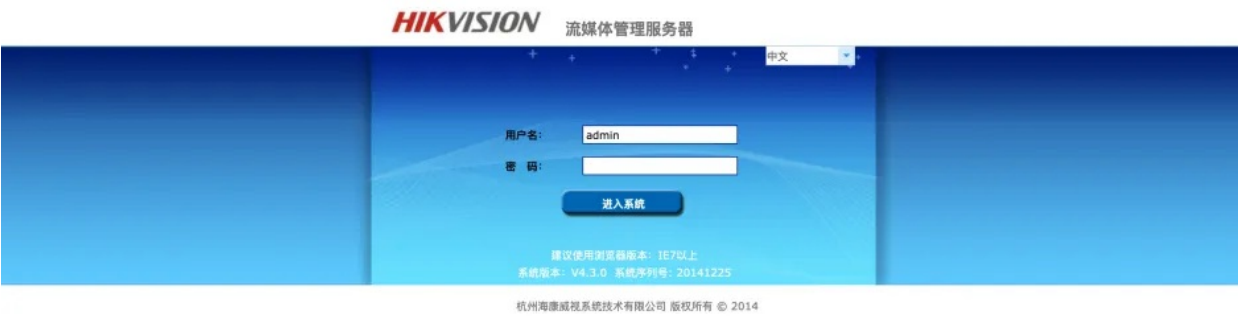 HIKVISION 流媒体管理服务器
中文
用户名: admin
密 码:
进入系统
建议使用浏览器版本: IE7以上
系统版本: V4.3.0 系统序列号: 20141225
杭州海康威视系统技术有限公司 版权所有 © 2014